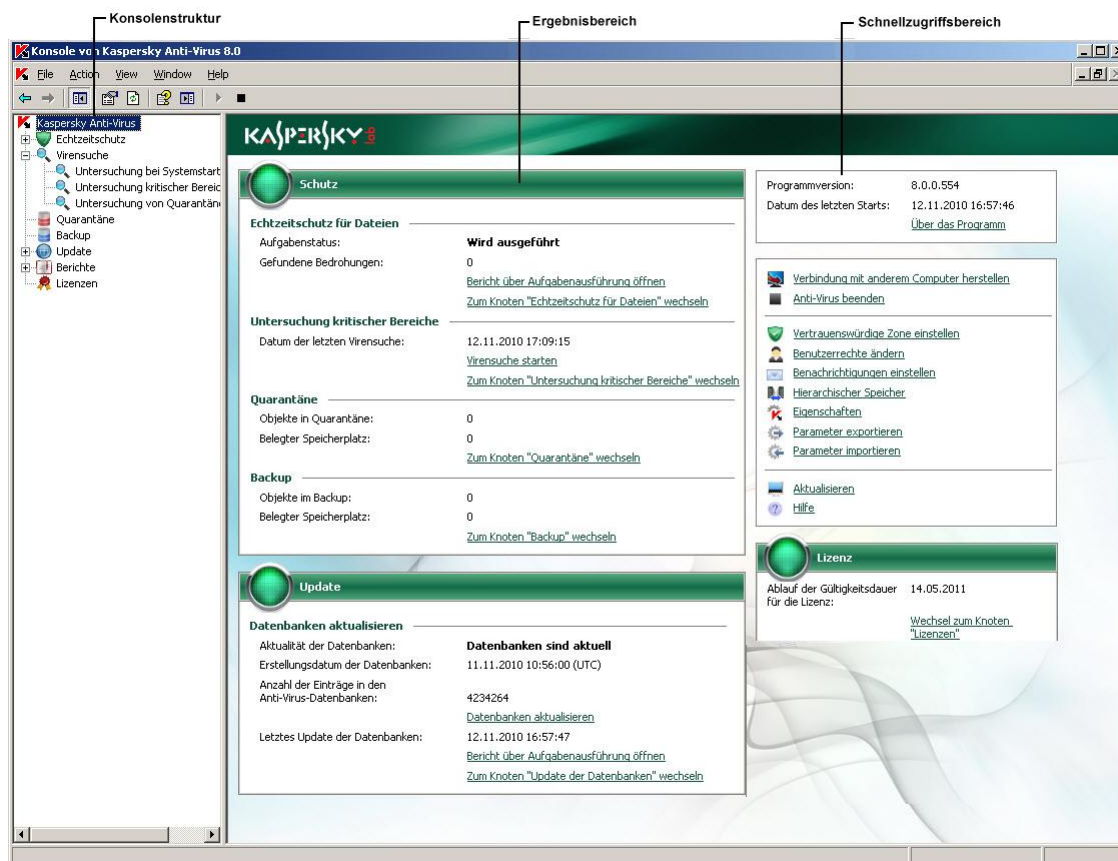 Konsolenstruktur
Ergebnisbereich
Schnellzugriffsbereich
Konsole von Kaspersky Anti-Virus 8.0
File Action View Window Help
Kaspersky Anti-Virus
Echtzeitschutz
Virensuche
Untersuchung bei Systemstart
Untersuchung kritischer Bereic
Untersuchung von Quarantän
Quarantäne
Backup
Update
Berichte
Lizenzen
KASPERSKY lab
Schutz
Echtzeitschutz für Dateien
Aufgabenstatus: Wird ausgeführt
Gefundene Bedrohungen: 0
Bericht über Aufgabenausführung öffnen
Zum Knoten "Echtzeitschutz für Dateien" wechseln
Untersuchung kritischer Bereiche
Datum der letzten Virensuche: 12.11.2010 17:09:15
Virensuche starten
Zum Knoten "Untersuchung kritischer Bereiche" wechseln
Quarantäne
Objekte in Quarantäne: 0
Belegter Speicherplatz: 0
Zum Knoten "Quarantäne" wechseln
Backup
Objekte im Backup: 0
Belegter Speicherplatz: 0
Zum Knoten "Backup" wechseln
Update
Datenbanken aktualisieren
Aktualität der Datenbanken: Datenbanken sind aktuell
Erstellungsdatum der Datenbanken: 11.11.2010 10:56:00 (UTC)
Anzahl der Einträge in den
Anti-Virus-Datenbanken: 4234264
Datenbanken aktualisieren
Letztes Update der Datenbanken: 12.11.2010 16:57:47
Bericht über Aufgabenausführung öffnen
Zum Knoten "Update der Datenbanken" wechseln
Programmversion: 8.0.0.554
Datum des letzten Starts: 12.11.2010 16:57:46
Über das Programm
Verbindung mit anderem Computer herstellen
Anti-Virus beenden
Vertrauenswürdige Zone einstellen
Benutzerrechte ändern
Benachrichtigungen einstellen
Hierarchischer Speicher
Eigenschaften
Parameter exportieren
Parameter importieren
Aktualisieren
Hilfe
Lizenz
Ablauf der Gültigkeitsdauer 14.05.2011
für die Lizenz:
Wechsel zum Knoten
"Lizenzen"